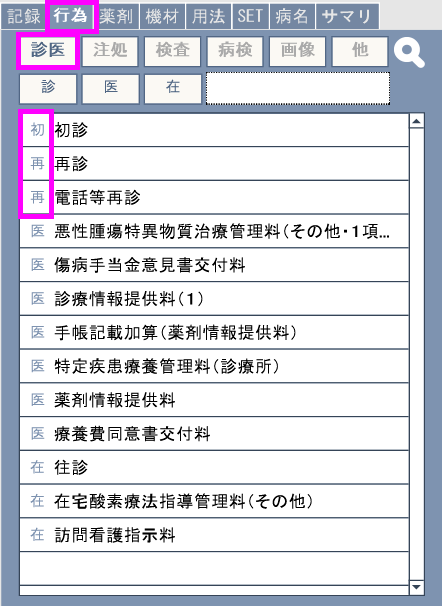 記録 行為 薬剤 機材 用法 SET 病名 サマリ
診医 注処 検査 病検 画像 他
診 医 在
初 初診
再 再診
再 電話等再診
医 悪性腫瘍特異物質治療管理料(その他・1項...
医 傷病手当金意見書交付料
医 診療情報提供料(1)
医 手帳記載加算(薬剤情報提供料)
医 特定疾患療養管理料(診療所)
医 薬剤情報提供料
医 療養費同意書交付料
在 往診
在 在宅酸素療法指導管理料(その他)
在 訪問看護指示料